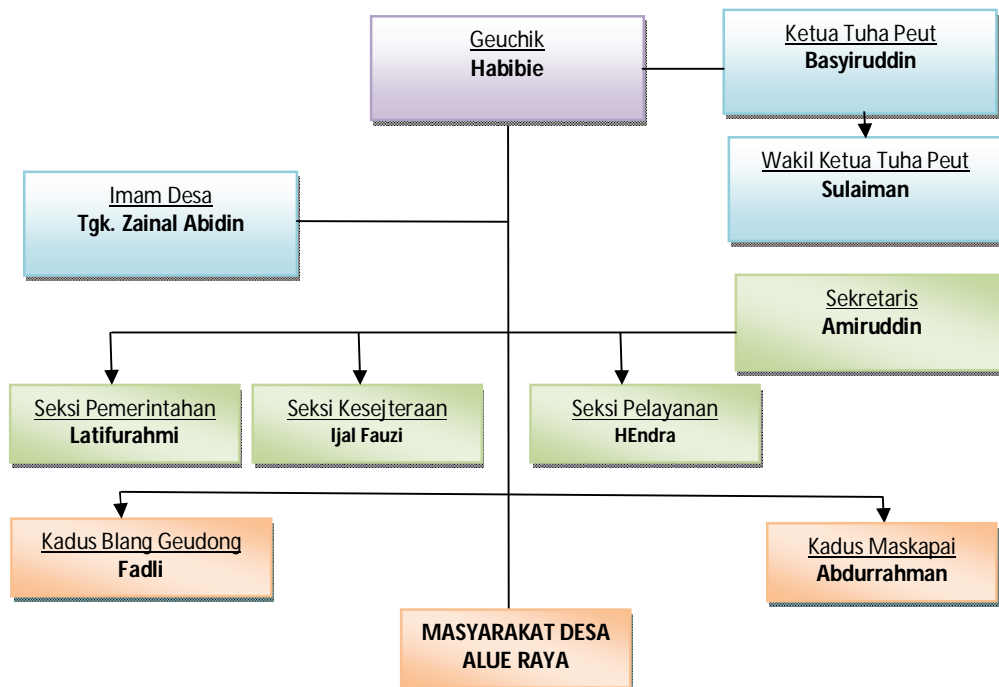 Geuchik
Habibie
Ketua Tuha Peut
Basyiruddin
Wakil Ketua Tuha Peut
Sulaiman
Imam Desa
Tgk. Zainal Abidin
Sekretaris
Amiruddin
Seksi Pemerintahan
Latifurahmi
Seksi Kesejteraan
Ijal Fauzi
Seksi Pelayanan
HEndra
Kadus Blang Geudong
Fadli
Kadus Maskapai
Abdurrahman
MASYARAKAT DESA
ALUE RAYA